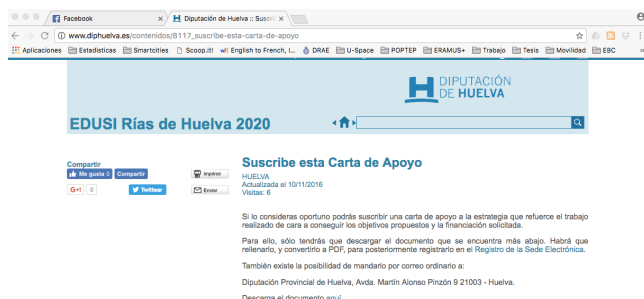 Facebook
Diputación de Huelva :: Suscri
www.diphuelva.es/contenidos/8117_suscribe-esta-carta-de-apoyo
Aplicaciones Estadísticas Smartcities Scoop.it! wR English to French, I... DRAE U-Space POPTEP ERAMUS+ Trabajo Tesis Movilidad EBC
DIPUTACIÓN
DE HUELVA
EDUSI Rías de Huelva 2020
Compartir
Me gusta 0 Compartir
Imprimir
G+1 0
Twittear
Enviar
Suscribe esta Carta de Apoyo
HUELVA
Actualizada el 10/11/2016
Visitas: 6
Si lo consideras oportuno podrás suscribir una carta de apoyo a la estrategia que refuerce el trabajo
realizado de cara a conseguir los objetivos propuestos y la financiación solicitada.
Para ello, sólo tendrás que descargar el documento que se encuentra más abajo. Habrá que
rellenarlo, y convertirlo a PDF, para posteriormente registrarlo en el Registro de la Sede Electrónica.
También existe la posibilidad de mandarlo por correo ordinario a:
Diputación Provincial de Huelva, Avda. Martín Alonso Pinzón 9 21003 - Huelva.
Descarga el documento aquí